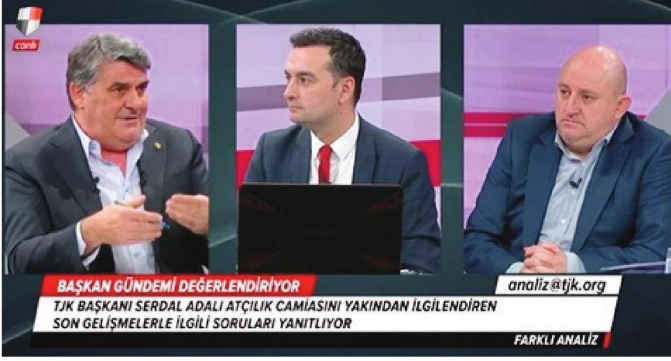 canlı
BAŞKAN GÜNDEMİ DEĞERLENDİRİYOR
analiz@tjk.org
TJK BAŞKANI SERDAL ADALI ATÇILIK CAMİASINI YAKINDAN İLGİLENDİREN
SON GELİŞMELERLE İLGİLİ SORULARI YANITLIYOR
FARKLI ANALİZ